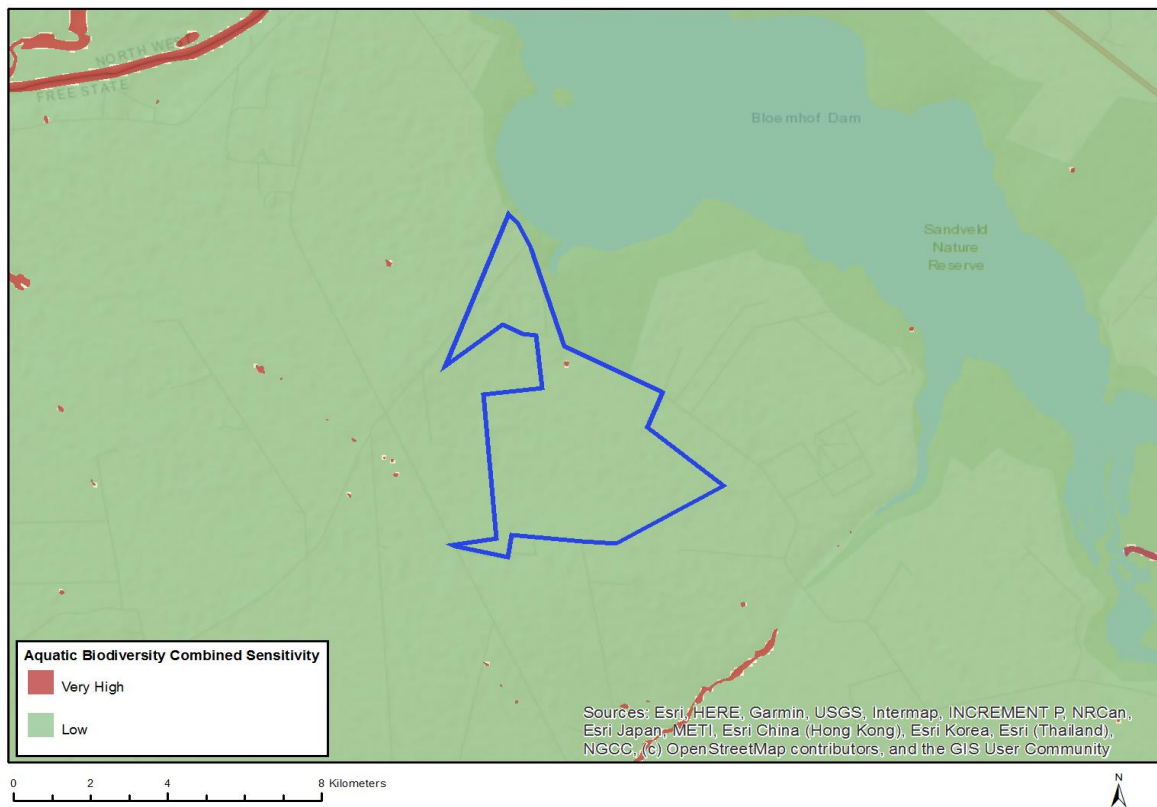 NORTH WEST
FREE STATE
Bloemhof Dam
Sandveld
Nature
Reserve
Aquatic Biodiversity Combined Sensitivity
Very High
Low
Sources: Esri, HERE, Garmin, USGS, Intermap, INCREMENT P, NRCan,
Esri Japan, METI, Esri China (Hong Kong), Esri Korea, Esri (Thailand),
NGCC, (c) OpenStreetMap contributors, and the GIS User Community
0 2 4 8 Kilometers
N